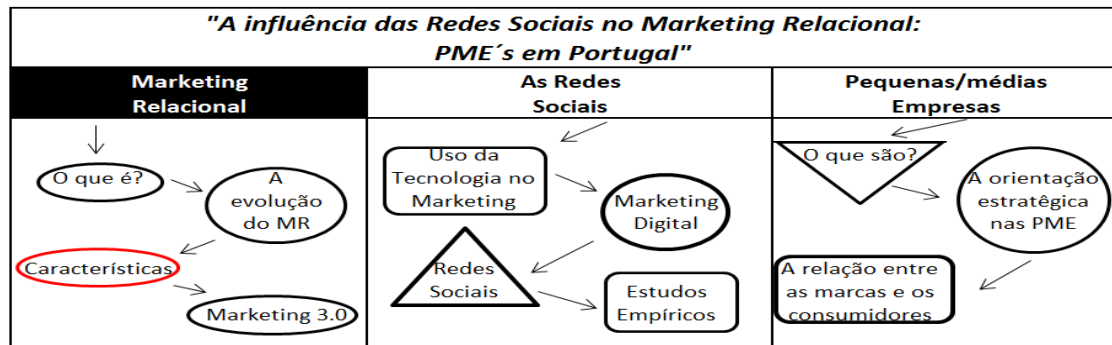 "A influência das Redes Sociais no Marketing Relacional:
PME´s em Portugal"
Marketing
Relacional
O que é?
A
evolução
do MR
Característícas
Marketing 3.0
As Redes
Sociais
Uso da
Tecnologia no
Marketing
Marketing
Digital
Redes
Sociais
Estudos
Empíricos
Pequenas/médias
Empresas
O que são?
A orientação
estratégica
nas PME
A relação entre
as marcas e os
consumidores